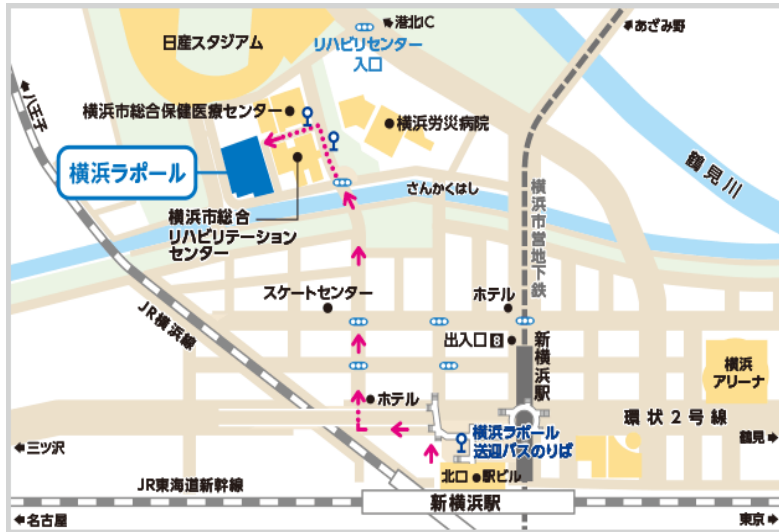 日産スタジアム
港北IC
リハビリセンター
入口
あざみ野
八王子
横浜市総合保健医療センター
横浜労災病院
横浜ラポール
鶴見川
さんかくはし
横浜市総合
リハビリテーション
センター
横浜市営地下鉄
スケートセンター
ホテル
JR横浜線
出入口 8
新横浜駅
横浜
アリーナ
ホテル
環状2号線
三ツ沢
横浜ラポール
送迎バスのりば
鶴見
北口
駅ビル
JR東海道新幹線
新横浜駅
名古屋
東京